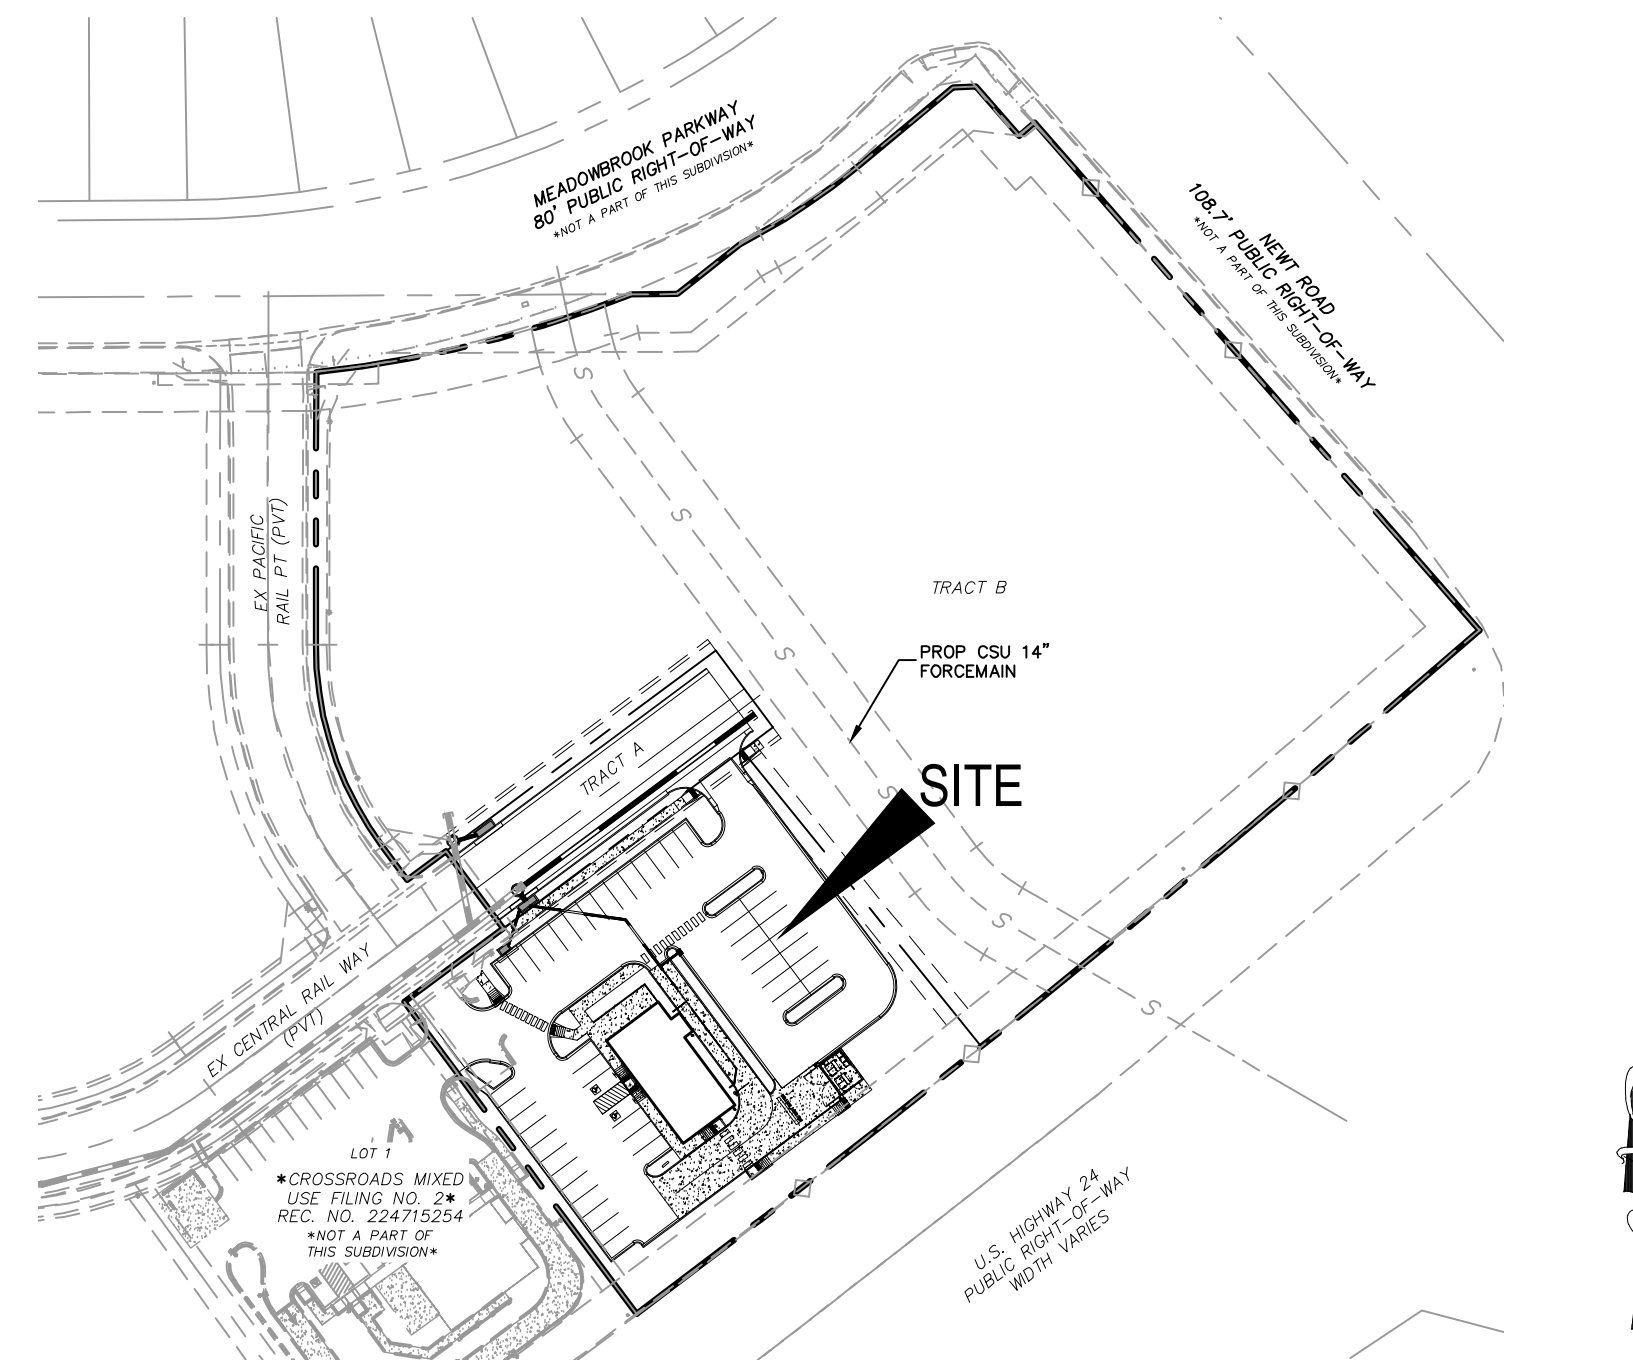 MEADOWBROOK PARKWAY
80' PUBLIC RIGHT-OF-WAY
*NOT A PART OF THIS SUBDIVISION*
NEWT ROAD
108.7' PUBLIC RIGHT-OF-WAY
*NOT A PART OF THIS SUBDIVISION*
S
EX PACIFIC
RAIL PT (PVT)
S
TRACT B
S
PROP CSU 14"
FORCEMAIN
TRACT A
S
SITE
S
S
EX CENTRAL RAIL WAY
(PVT)
LOT 1
*CROSSROADS MIXED
USE FILING NO. 2*
REC. NO. 224715254
*NOT A PART OF
THIS SUBDIVISION*
U.S. HIGHWAY 24
PUBLIC RIGHT-OF-WAY
WIDTH VARIES